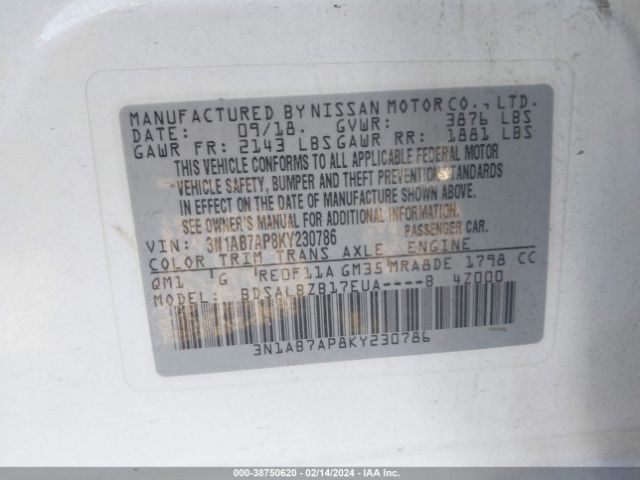 MANUFACTURED BY NISSAN MOTOR CO., LTD.
DATE: 09/18. GVWR: 3876 LBS
GAWR FR: 2143 LBS GAWR RR: 1881 LBS
THIS VEHICLE CONFORMS TO ALL APPLICABLE FEDERAL MOTOR
VEHICLE SAFETY, BUMPER AND THEFT PREVENTION STANDARDS
IN EFFECT ON THE DATE OF MANUFACTURE SHOWN ABOVE.
SEE OWNER'S MANUAL FOR ADDITIONAL INFORMATION.
VIN: 3N1AB7AP8KY230786 PASSENGER CAR.
COLOR TRIM TRANS AXLE ENGINE
QM1 G RE0F11A GM35 MRA8DE 1798 CC
MODEL: BDSALBZB17EUA----B 4Z000
3N1AB7AP8KY230786
000-38750620 - 02/14/2024 - IAA Inc.